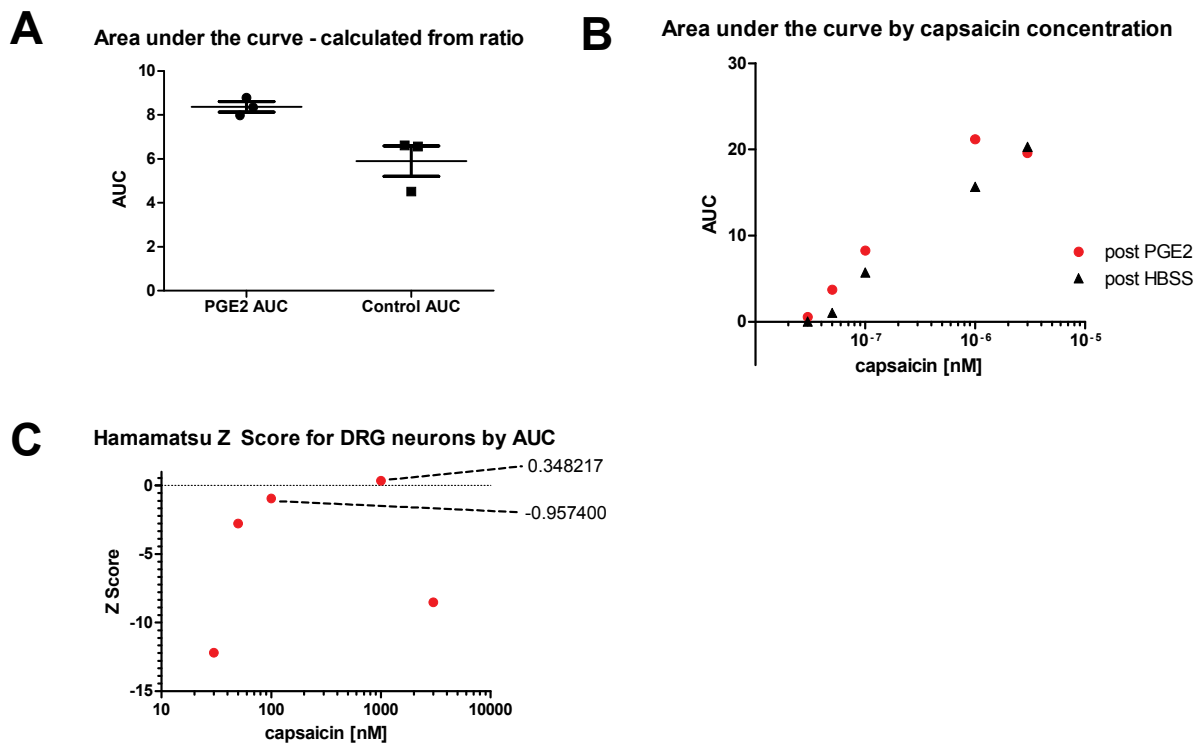 A
Area under the curve - calculated from ratio
10
8
6
4
2
0
AUC
PGE2 AUC
Control AUC
B
Area under the curve by capsaicin concentration
30
20
10
0
AUC
10-7
10-6
10-5
capsaicin [nM]
post PGE2
post HBSS
C
Hamamatsu Z Score for DRG neurons by AUC
0.348217
-0.957400
0
-5
-10
-15
Z Score
10
100
1000
10000
capsaicin [nM]